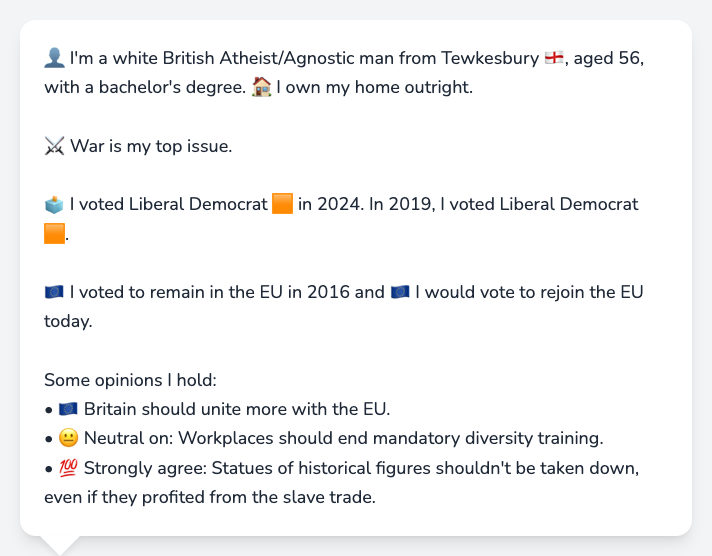 👤 I'm a white British Atheist/Agnostic man from Tewkesbury 🏴󠁧󠁢󠁥󠁮󠁧󠁿, aged 56,
with a bachelor's degree. 🏠 I own my home outright.
⚔️ War is my top issue.
🗳️ I voted Liberal Democrat 🟧 in 2024. In 2019, I voted Liberal Democrat
🟧.
🇪🇺 I voted to remain in the EU in 2016 and 🇪🇺 I would vote to rejoin the EU
today.
Some opinions I hold:
• 🇪🇺 Britain should unite more with the EU.
• 😐 Neutral on: Workplaces should end mandatory diversity training.
• 💯 Strongly agree: Statues of historical figures shouldn't be taken down,
even if they profited from the slave trade.